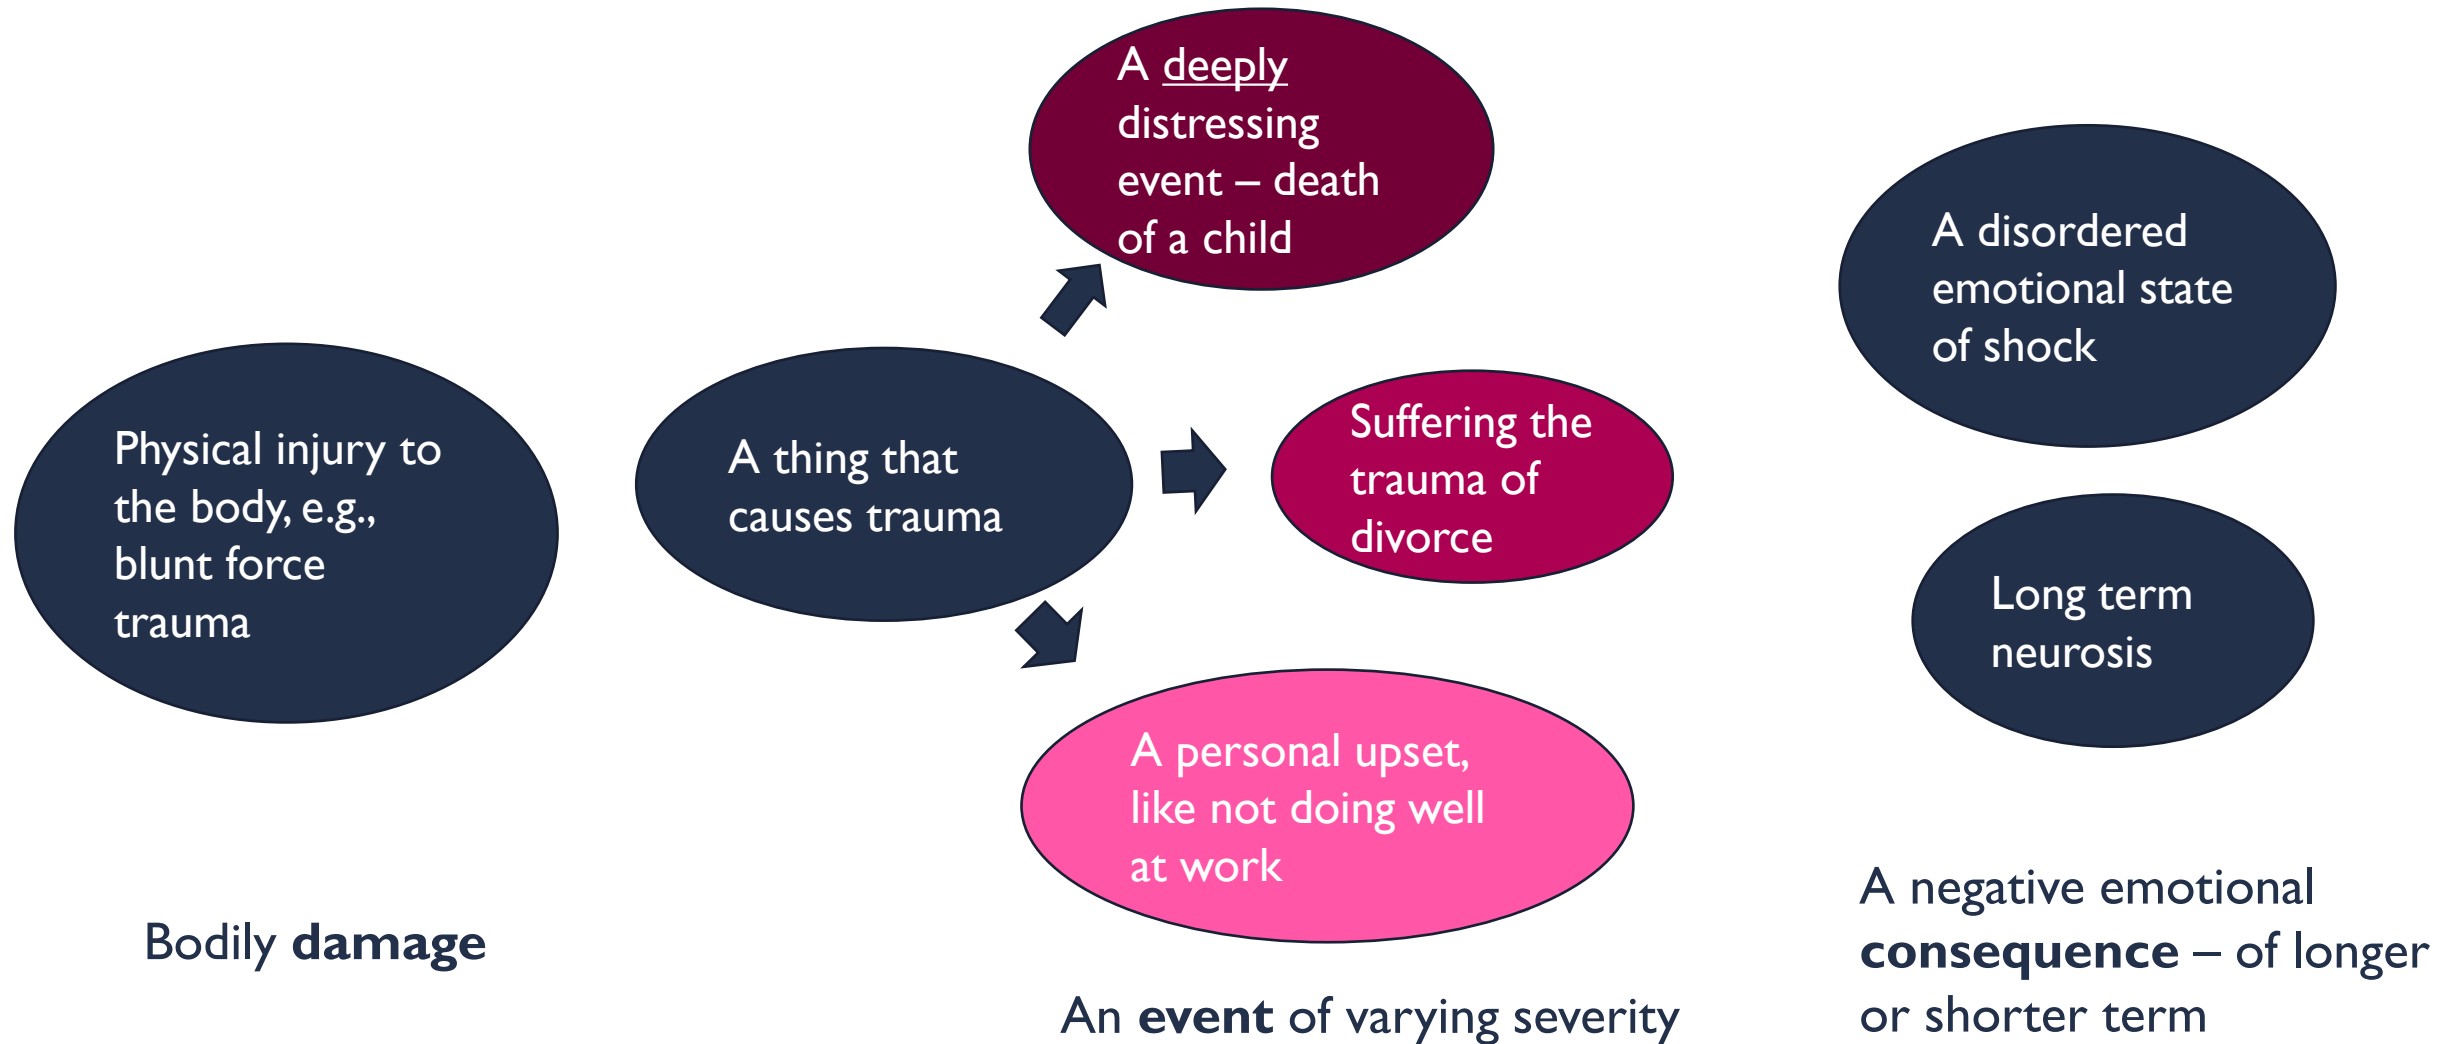 A deeply
distressing
event – death
of a child
A disordered
emotional state
of shock
Physical injury to
the body, e.g.,
blunt force
trauma
A thing that
causes trauma
Suffering the
trauma of
divorce
Long term
neurosis
A personal upset,
like not doing well
at work
Bodily damage
An event of varying severity
A negative emotional
consequence – of longer
or shorter term